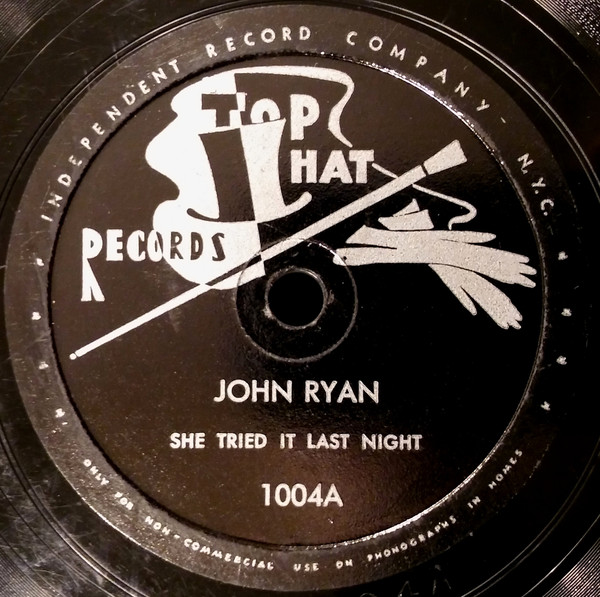 INDEPENDENT RECORD COMPANY - N.Y.C.
TOP
HAT
RECORDS
JOHN RYAN
SHE TRIED IT LAST NIGHT
1004A
ONLY FOR NON-COMMERCIAL USE ON PHONOGRAPHS IN HOMES